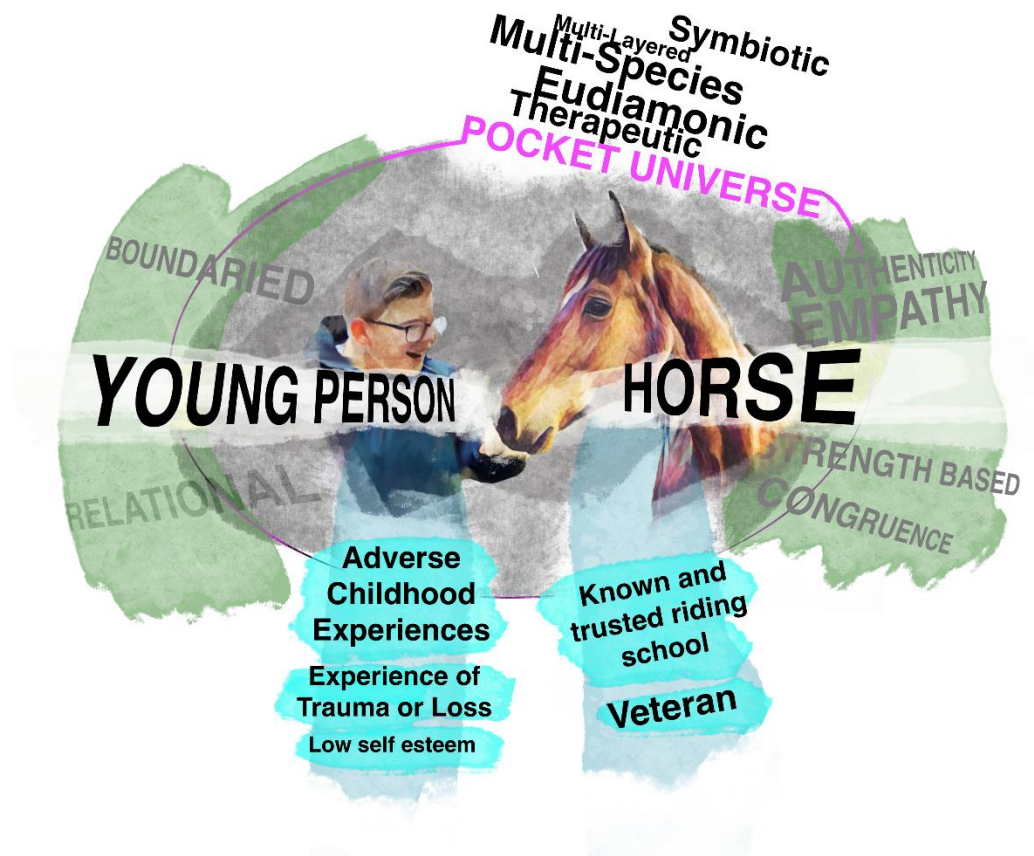 Multi-Layered
Symbiotic
Multi-Species
Eudiamonic
Therapeutic
POCKET UNIVERSE
BOUNDARIED
AUTHENTICITY
EMPATHY
YOUNG PERSON
HORSE
RELATIONAL
STRENGTH BASED
CONGRUENCE
Adverse
Childhood
Experiences
Experience of
Trauma or Loss
Low self esteem
Known and
trusted riding
school
Veteran